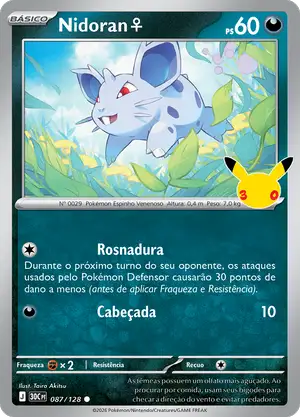 BÁSICO
Nidoran♀
PS60
30
Nº 0029 Pokémon Espinho Venenoso Altura: 0,4 m Peso: 7,0 kg
Rosnadura
Durante o próximo turno do seu oponente, os ataques
usados pelo Pokémon Defensor causarão 30 pontos de
dano a menos (antes de aplicar Fraqueza e Resistência).
Cabeçada 10
Fraqueza ×2 Resistência Recuo
Ilust. Taira Akitsu
J 30C PT 087/128
As fêmeas possuem um olfato mais aguçado. Ao
procurar por comida, usam seus bigodes para
checar a direção do vento e evitar predadores.
©2026 Pokémon/Nintendo/Creatures/GAME FREAK